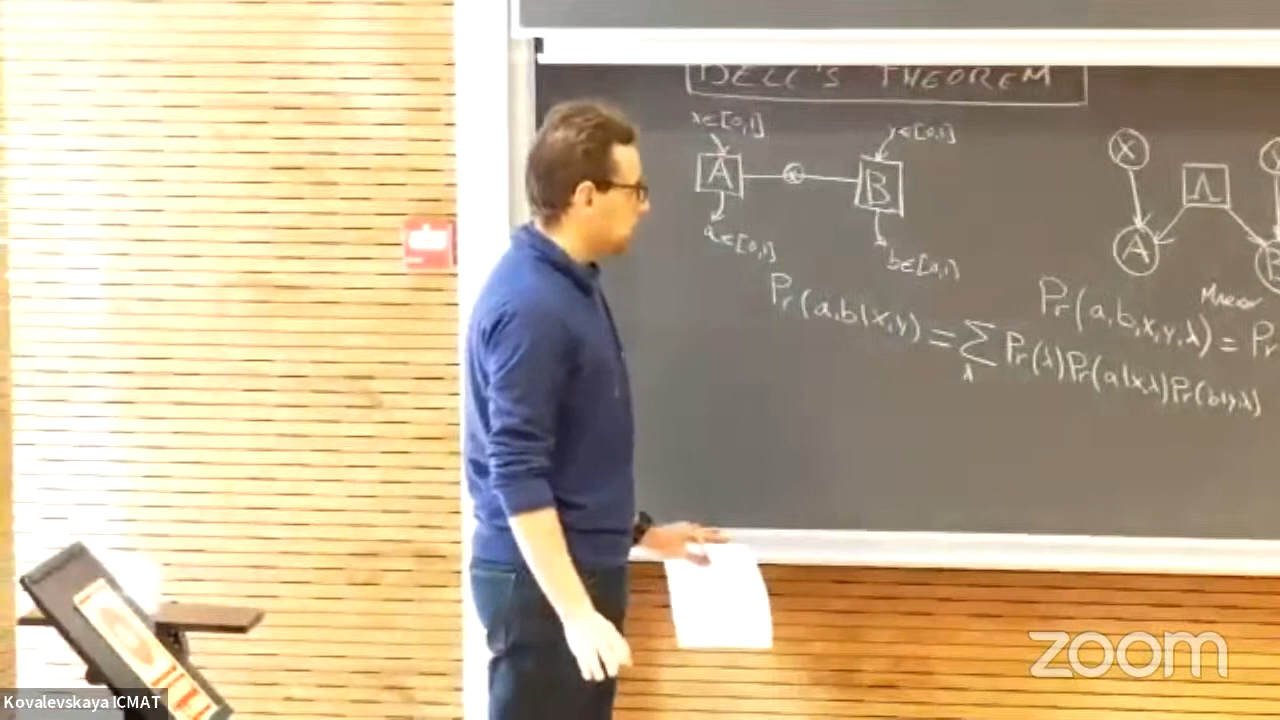 BELL'S THEOREM
x∈[0,1]
y∈[0,1]
A
B
a∈[0,1]
b∈[0,1]
X
Λ
Y
A
B
Pr(a,b|x,y) = Σ_λ Pr(λ)Pr(a|x,λ)Pr(b|y,λ)
Pr(a,b,x,y,λ) = Pr
zoom
Kovalevskaya ICMAT